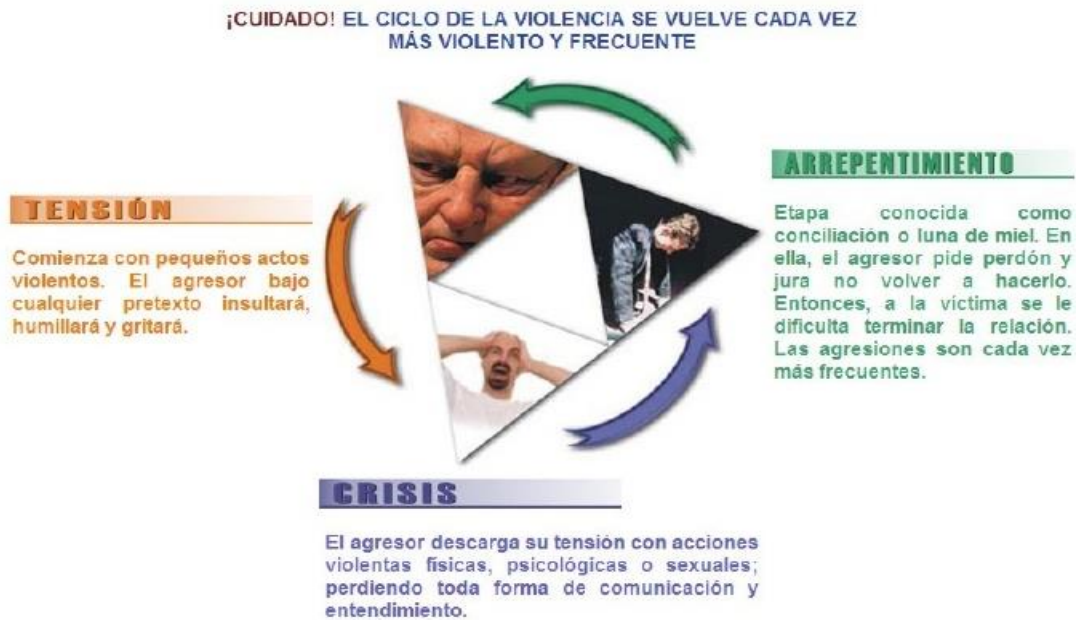 ¡CUIDADO! EL CICLO DE LA VIOLENCIA SE VUELVE CADA VEZ
MÁS VIOLENTO Y FRECUENTE
TENSIÓN
Comienza con pequeños actos
violentos. El agresor bajo
cualquier pretexto insultará,
humillará y gritará.
ARREPENTIMIENTO
Etapa conocida como
conciliación o luna de miel. En
ella, el agresor pide perdón y
jura no volver a hacerlo.
Entonces, a la víctima se le
dificulta terminar la relación.
Las agresiones son cada vez
más frecuentes.
CRISIS
El agresor descarga su tensión con acciones
violentas físicas, psicológicas o sexuales;
perdiendo toda forma de comunicación y
entendimiento.